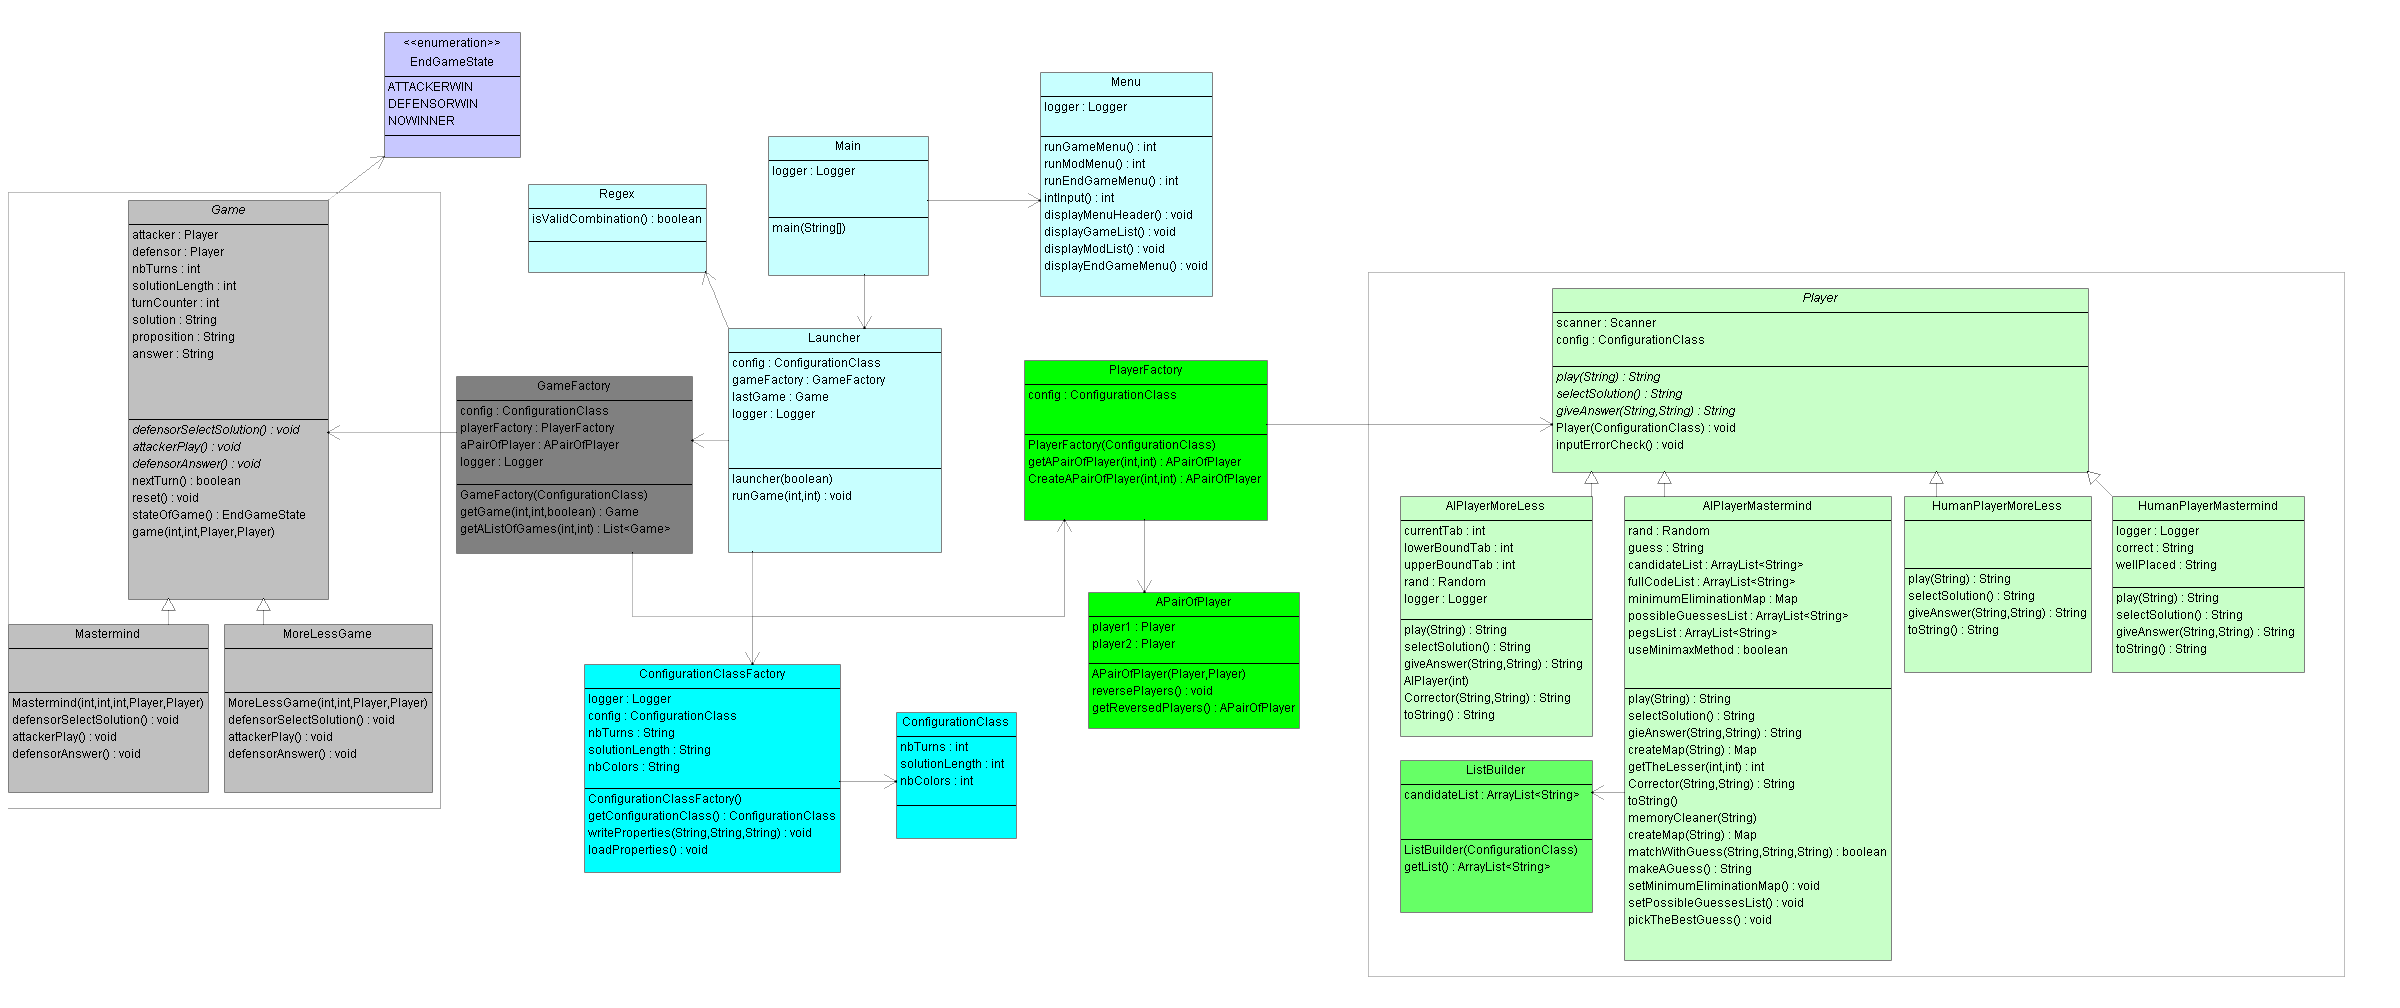 <<enumeration>>
EndGameState
ATTACKERWIN
DEFENSORWIN
NOWINNER
Game
attacker : Player
defensor : Player
nbTurns : int
solutionLength : int
turnCounter : int
solution : String
proposition : String
answer : String
defensorSelectSolution() : void
attackerPlay() : void
defensorAnswer() : void
nextTurn() : boolean
reset() : void
stateOfGame() : EndGameState
game(int,int,Player,Player)
Mastermind
Mastermind(int,int,int,Player,Player)
defensorSelectSolution() : void
attackerPlay() : void
defensorAnswer() : void
MoreLessGame
MoreLessGame(int,int,Player,Player)
defensorSelectSolution() : void
attackerPlay() : void
defensorAnswer() : void
Regex
isValidCombination() : boolean
Main
logger : Logger
main(String[])
Menu
logger : Logger
runGameMenu() : int
runModMenu() : int
runEndGameMenu() : int
intInput() : int
displayMenuHeader() : void
displayGameList() : void
displayModList() : void
displayEndGameMenu() : void
Launcher
config : ConfigurationClass
gameFactory : GameFactory
lastGame : Game
logger : Logger
launcher(boolean)
runGame(int,int) : void
GameFactory
config : ConfigurationClass
playerFactory : PlayerFactory
aPairOfPlayer : APairOfPlayer
logger : Logger
GameFactory(ConfigurationClass)
getGame(int,int,boolean) : Game
getAListOfGames(int,int) : List<Game>
PlayerFactory
config : ConfigurationClass
PlayerFactory(ConfigurationClass)
getAPairOfPlayer(int,int) : APairOfPlayer
CreateAPairOfPlayer(int,int) : APairOfPlayer
APairOfPlayer
player1 : Player
player2 : Player
APairOfPlayer(Player,Player)
reversePlayers() : void
getReversedPlayers() : APairOfPlayer
ConfigurationClassFactory
logger : Logger
config : ConfigurationClass
nbTurns : String
solutionLength : String
nbColors : String
ConfigurationClassFactory()
getConfigurationClass() : ConfigurationClass
writeProperties(String,String,String) : void
loadProperties() : void
ConfigurationClass
nbTurns : int
solutionLength : int
nbColors : int
Player
scanner : Scanner
config : ConfigurationClass
play(String) : String
selectSolution() : String
giveAnswer(String,String) : String
Player(ConfigurationClass) : void
inputErrorCheck() : void
AIPlayerMoreLess
currentTab : int
lowerBoundTab : int
upperBoundTab : int
rand : Random
logger : Logger
play(String) : String
selectSolution() : String
giveAnswer(String,String) : String
AIPlayer(int)
Corrector(String,String) : String
toString() : String
AIPlayerMastermind
rand : Random
guess : String
candidateList : ArrayList<String>
fullCodeList : ArrayList<String>
minimumEliminationMap : Map
possibleGuessesList : ArrayList<String>
pegsList : ArrayList<String>
useMinimaxMethod : boolean
play(String) : String
selectSolution() : String
gieAnswer(String,String) : String
createMap(String) : Map
getTheLesser(int,int) : int
Corrector(String,String) : String
toString()
memoryCleaner(String)
createMap(String) : Map
matchWithGuess(String,String,String) : boolean
makeAGuess() : String
setMinimumEliminationMap() : void
setPossibleGuessesList() : void
pickTheBestGuess() : void
HumanPlayerMoreLess
play(String) : String
selectSolution() : String
giveAnswer(String,String) : String
toString() : String
HumanPlayerMastermind
logger : Logger
correct : String
wellPlaced : String
play(String) : String
selectSolution() : String
giveAnswer(String,String) : String
toString() : String
ListBuilder
candidateList : ArrayList<String>
ListBuilder(ConfigurationClass)
getList() : ArrayList<String>